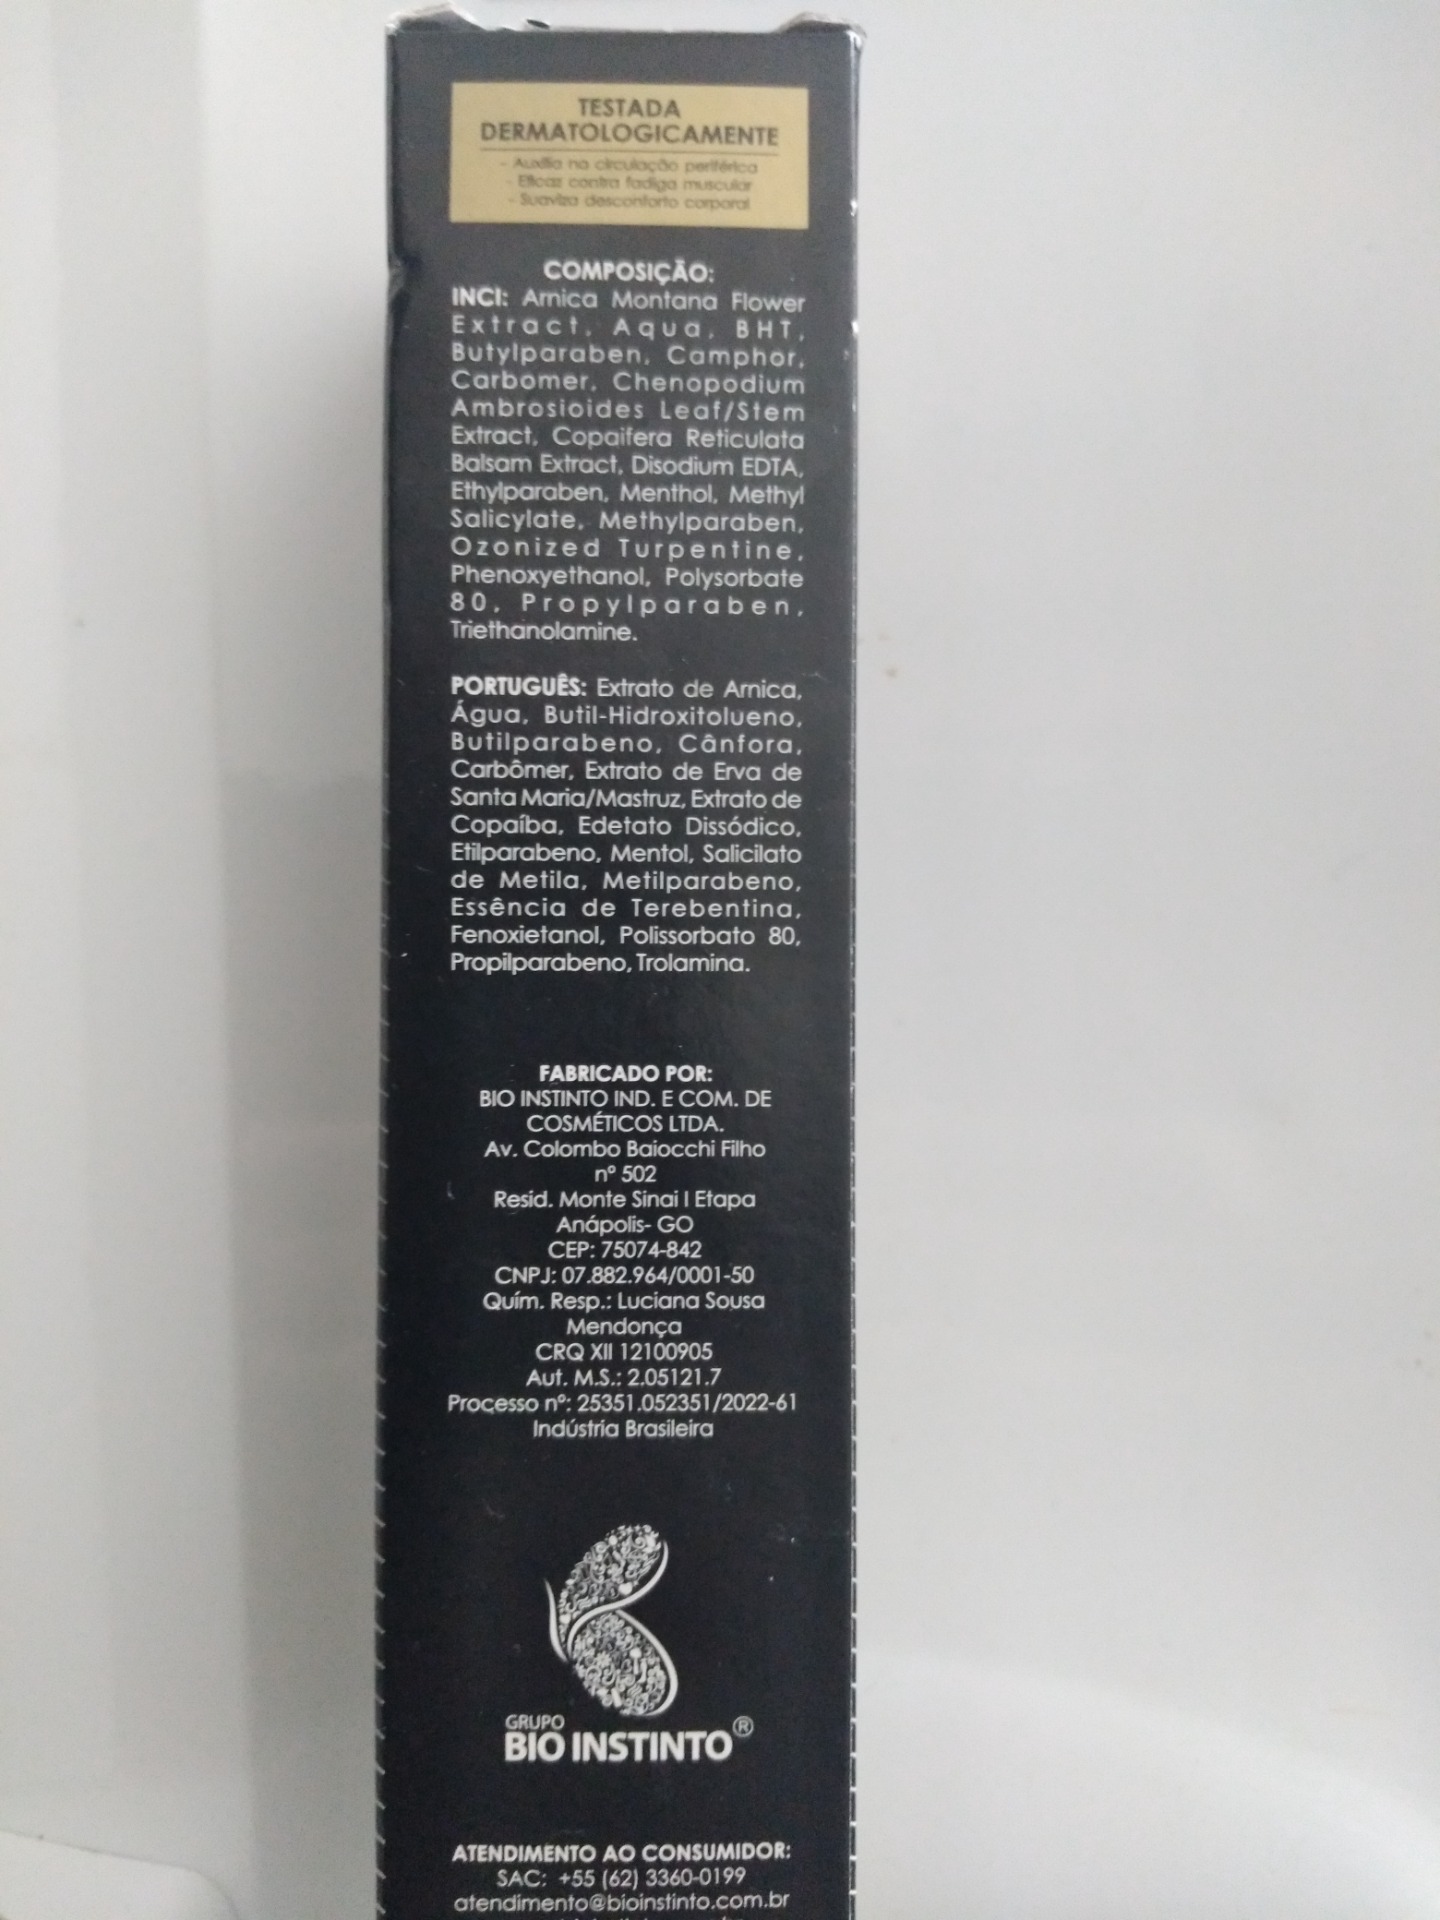 TESTADA
DERMATOLOGICAMENTE
- Auxilia na circulação periférica
- Eficaz contra fadiga muscular
- Suaviza desconforto corporal
COMPOSIÇÃO:
INCI: Arnica Montana Flower
Extract, Aqua, BHT,
Butylparaben, Camphor,
Carbomer, Chenopodium
Ambrosioides Leaf/Stem
Extract, Copaifera Reticulata
Balsam Extract, Disodium EDTA,
Ethylparaben, Menthol, Methyl
Salicylate, Methylparaben,
Ozonized Turpentine,
Phenoxyethanol, Polysorbate
80, Propylparaben,
Triethanolamine.
PORTUGUÊS: Extrato de Arnica,
Água, Butil-Hidroxitolueno,
Butilparabeno, Cânfora,
Carbômer, Extrato de Erva de
Santa Maria/Mastruz, Extrato de
Copaíba, Edetato Dissódico,
Etilparabeno, Mentol, Salicilato
de Metila, Metilparabeno,
Essência de Terebentina,
Fenoxietanol, Polissorbato 80,
Propilparabeno, Trolamina.
FABRICADO POR:
BIO INSTINTO IND. E COM. DE
COSMÉTICOS LTDA.
Av. Colombo Baiocchi Filho
nº 502
Resid. Monte Sinai I Etapa
Anápolis- GO
CEP: 75074-842
CNPJ: 07.882.964/0001-50
Quím. Resp.: Luciana Sousa
Mendonça
CRQ XII 12100905
Aut. M.S.: 2.05121.7
Processo nº: 25351.052351/2022-61
Indústria Brasileira
GRUPO
BIO INSTINTO®
ATENDIMENTO AO CONSUMIDOR:
SAC: +55 (62) 3360-0199
atendimento@bioinstinto.com.br